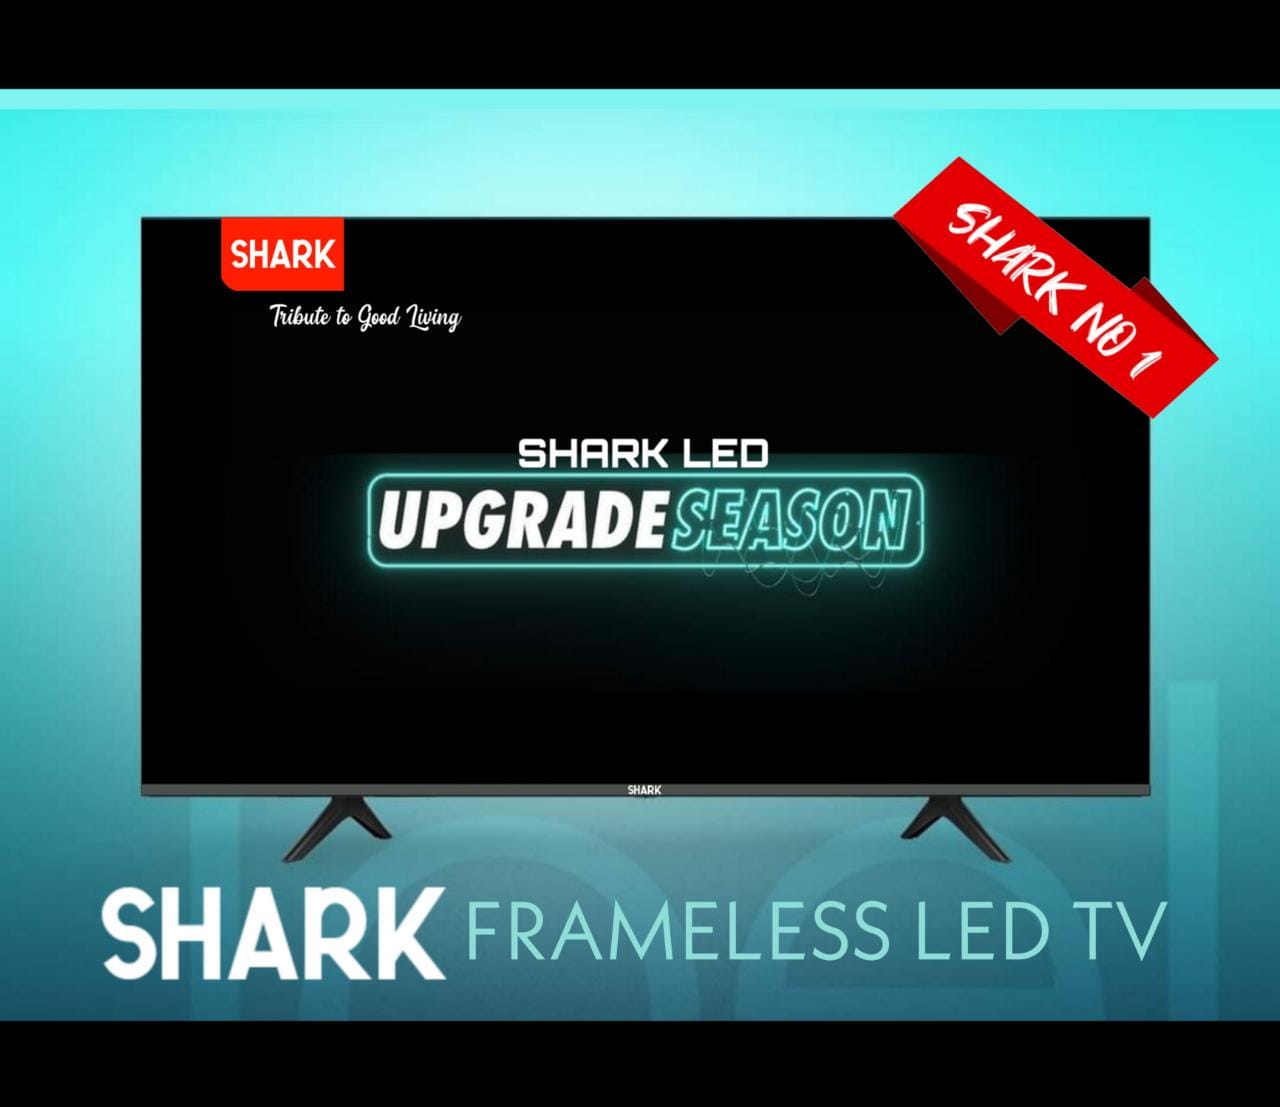 SHARK
Tribute to Good Living
SHARK NO 1
SHARK LED
UPGRADE SEASON
SHARK
SHARK FRAMELESS LED TV